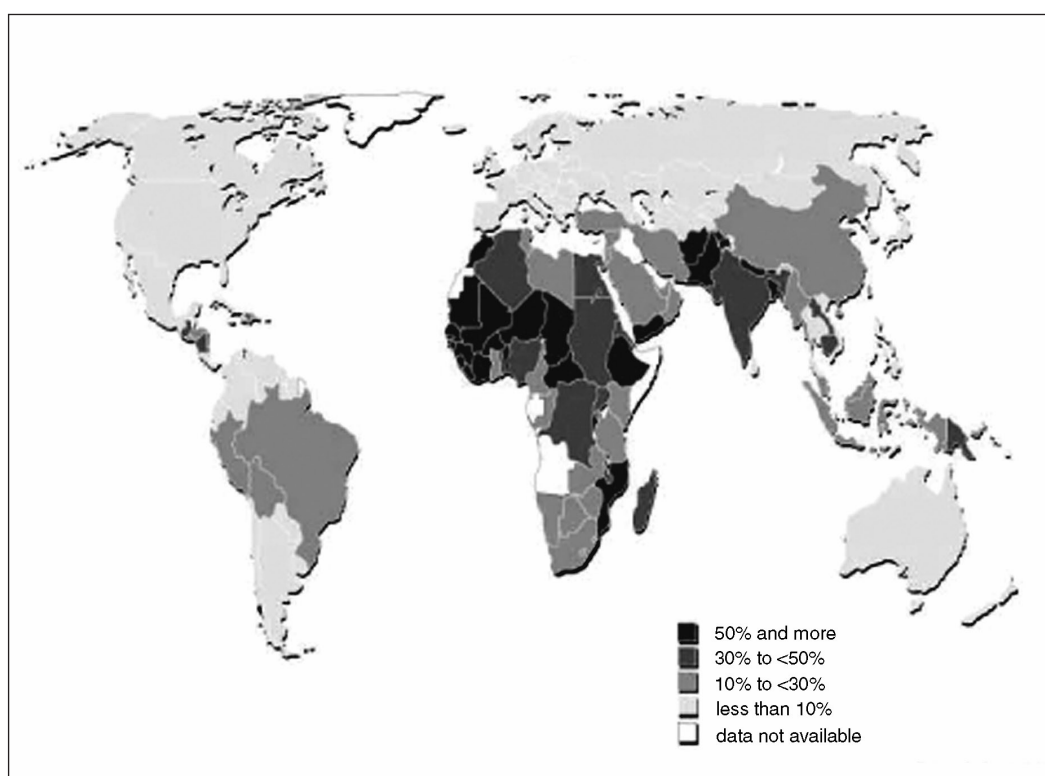 50% and more
30% to <50%
10% to <30%
less than 10%
data not available